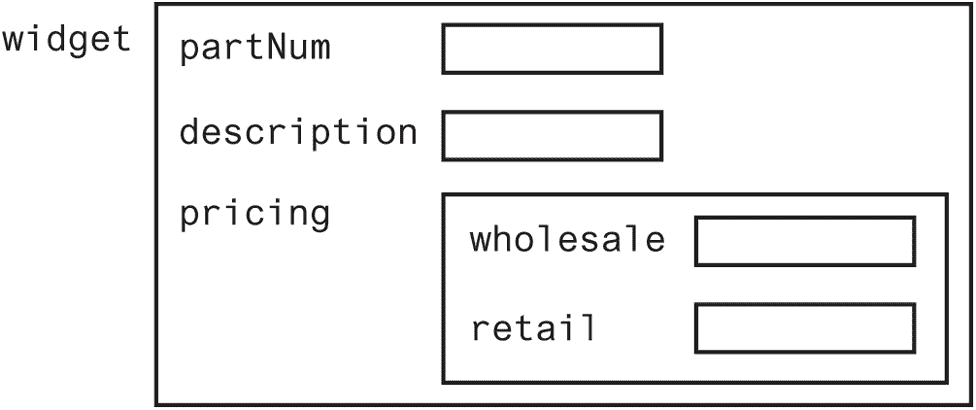 widget
partNum
description
pricing
wholesale
retail